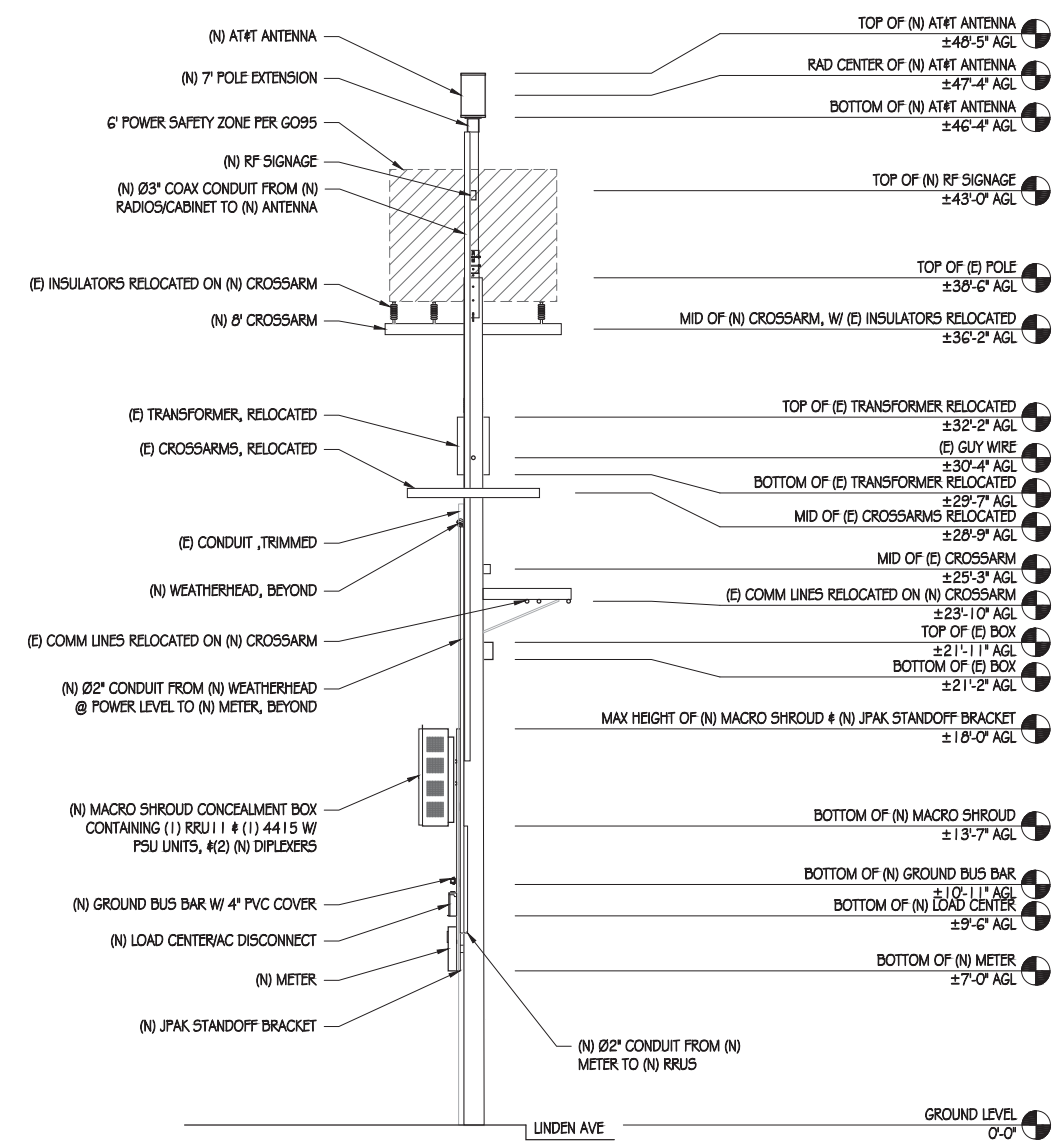 (N) AT&T ANTENNA
(N) 7' POLE EXTENSION
6' POWER SAFETY ZONE PER GO95
(N) RF SIGNAGE
(N) Ø3" COAX CONDUIT FROM (N)
RADIOS/CABINET TO (N) ANTENNA
(E) INSULATORS RELOCATED ON (N) CROSSARM
(N) 8' CROSSARM
(E) TRANSFORMER, RELOCATED
(E) CROSSARMS, RELOCATED
(E) CONDUIT ,TRIMMED
(N) WEATHERHEAD, BEYOND
(E) COMM LINES RELOCATED ON (N) CROSSARM
(N) Ø2" CONDUIT FROM (N) WEATHERHEAD
@ POWER LEVEL TO (N) METER, BEYOND
(N) MACRO SHROUD CONCEALMENT BOX
CONTAINING (1) RRU11 & (1) 4415 W/
PSU UNITS, &(2) (N) DIPLEXERS
(N) GROUND BUS BAR W/ 4" PVC COVER
(N) LOAD CENTER/AC DISCONNECT
(N) METER
(N) JPAK STANDOFF BRACKET
(N) Ø2" CONDUIT FROM (N)
METER TO (N) RRUS
LINDEN AVE
TOP OF (N) AT&T ANTENNA
±48'-5" AGL
RAD CENTER OF (N) AT&T ANTENNA
±47'-4" AGL
BOTTOM OF (N) AT&T ANTENNA
±46'-4" AGL
TOP OF (N) RF SIGNAGE
±43'-0" AGL
TOP OF (E) POLE
±38'-6" AGL
MID OF (N) CROSSARM, W/ (E) INSULATORS RELOCATED
±36'-2" AGL
TOP OF (E) TRANSFORMER RELOCATED
±32'-2" AGL
(E) GUY WIRE
±30'-4" AGL
BOTTOM OF (E) TRANSFORMER RELOCATED
±29'-7" AGL
MID OF (E) CROSSARMS RELOCATED
±28'-9" AGL
MID OF (E) CROSSARM
±25'-3" AGL
(E) COMM LINES RELOCATED ON (N) CROSSARM
±23'-10" AGL
TOP OF (E) BOX
±21'-11" AGL
BOTTOM OF (E) BOX
±21'-2" AGL
MAX HEIGHT OF (N) MACRO SHROUD & (N) JPAK STANDOFF BRACKET
±18'-0" AGL
BOTTOM OF (N) MACRO SHROUD
±13'-7" AGL
BOTTOM OF (N) GROUND BUS BAR
±10'-11" AGL
BOTTOM OF (N) LOAD CENTER
±9'-6" AGL
BOTTOM OF (N) METER
±7'-0" AGL
GROUND LEVEL
0'-0"